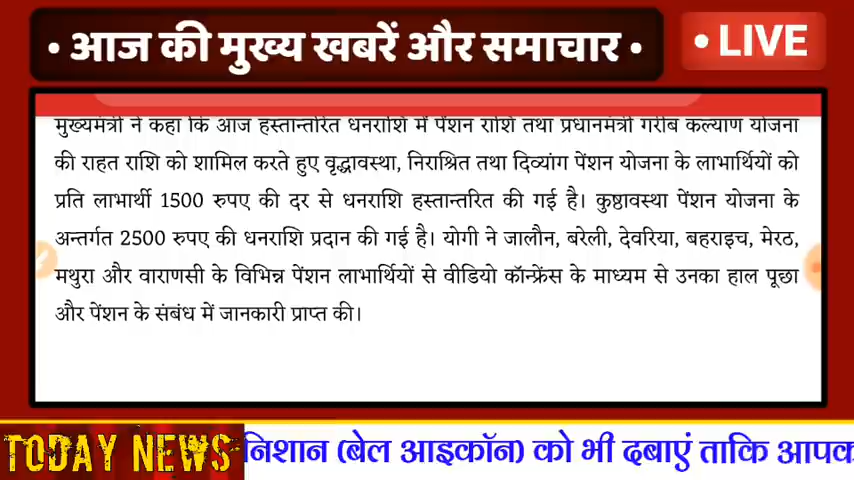 • आज की मुख्य खबरें और समाचार •
• LIVE
मुख्यमंत्री ने कहा कि आज हस्तान्तरित धनराशि में पेंशन राशि तथा प्रधानमंत्री गरीब कल्याण योजना
की राहत राशि को शामिल करते हुए वृद्धावस्था, निराश्रित तथा दिव्यांग पेंशन योजना के लाभार्थियों को
प्रति लाभार्थी 1500 रुपए की दर से धनराशि हस्तान्तरित की गई है। कुष्ठावस्था पेंशन योजना के
अन्तर्गत 2500 रुपए की धनराशि प्रदान की गई है। योगी ने जालौन, बरेली, देवरिया, बहराइच, मेरठ,
मथुरा और वाराणसी के विभिन्न पेंशन लाभार्थियों से वीडियो कॉन्फ्रेंस के माध्यम से उनका हाल पूछा
और पेंशन के संबंध में जानकारी प्राप्त की।
TODAY NEWS
निशान (बेल आइकॉन) को भी दबाएं ताकि आपक